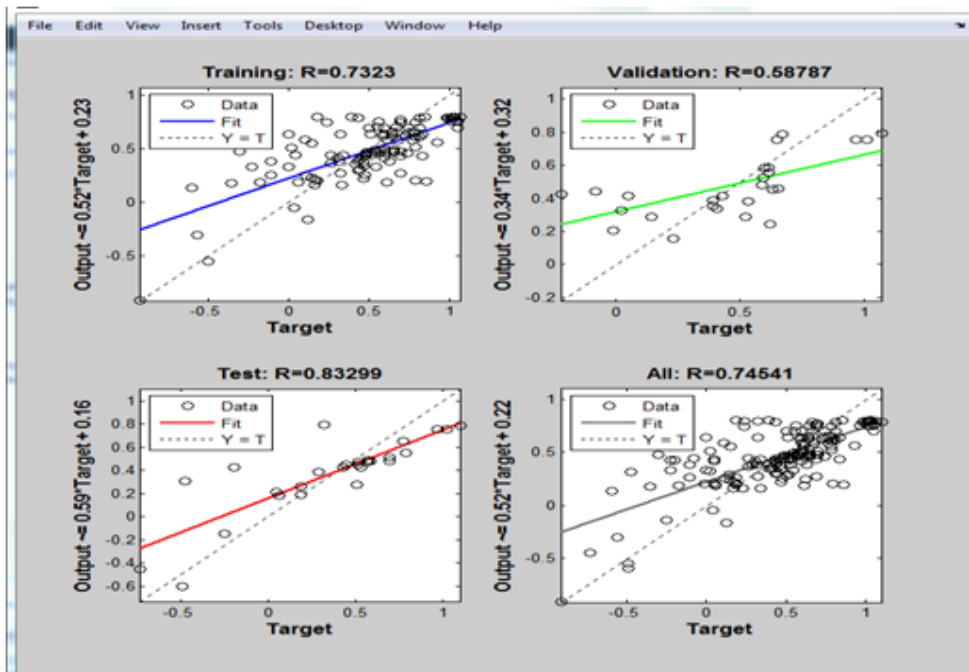 File Edit View Insert Tools Desktop Window Help
Training: R=0.7323
Output ~= 0.52*Target + 0.23
Data
Fit
Y = T
1
0.5
0
-0.5
-0.5 0 0.5 1
Target
Validation: R=0.58787
Output ~= 0.34*Target + 0.32
Data
Fit
Y = T
1
0.8
0.6
0.4
0.2
0
-0.2
0 0.5 1
Target
Test: R=0.83299
Output ~= 0.59*Target + 0.16
Data
Fit
Y = T
1
0.8
0.6
0.4
0.2
0
-0.2
-0.4
-0.6
-0.5 0 0.5 1
Target
All: R=0.74541
Output ~= 0.52*Target + 0.22
Data
Fit
Y = T
1
0.5
0
-0.5
-0.5 0 0.5 1
Target